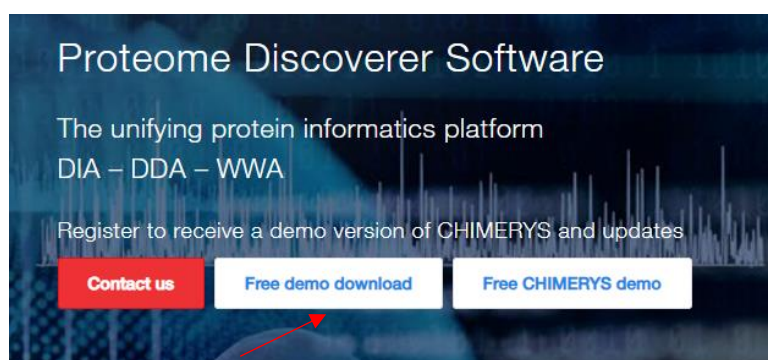 Proteome Discoverer Software
The unifying protein informatics platform
DIA – DDA – WWA
Register to receive a demo version of CHIMERYS and updates
Contact us
Free demo download
Free CHIMERYS demo